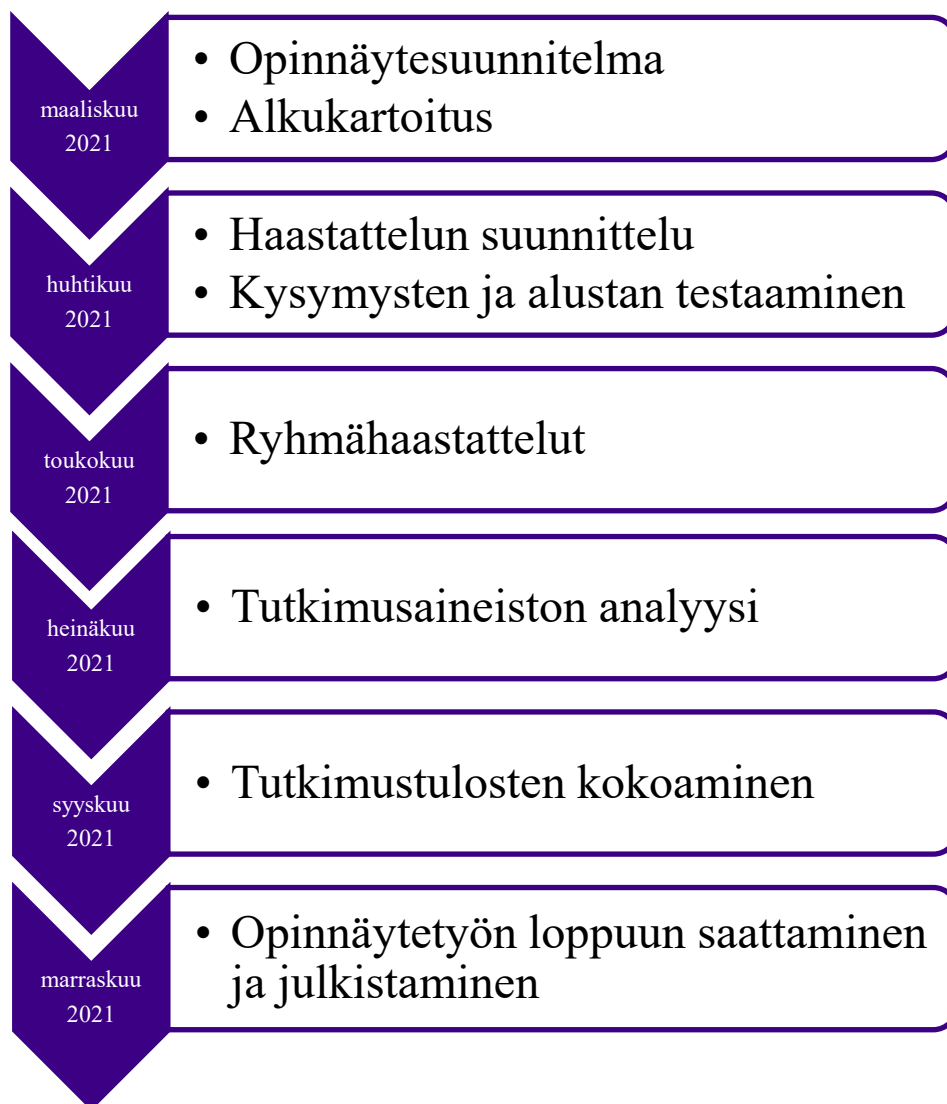 maaliskuu
2021
• Opinnäytesuunnitelma
• Alkukartoitus
huhtikuu
2021
• Haastattelun suunnittelu
• Kysymysten ja alustan testaaminen
toukokuu
2021
• Ryhmähaastattelut
heinäkuu
2021
• Tutkimusaineiston analyysi
syyskuu
2021
• Tutkimustulosten kokoaminen
marraskuu
2021
• Opinnäytetyön loppuun saattaminen
ja julkistaminen